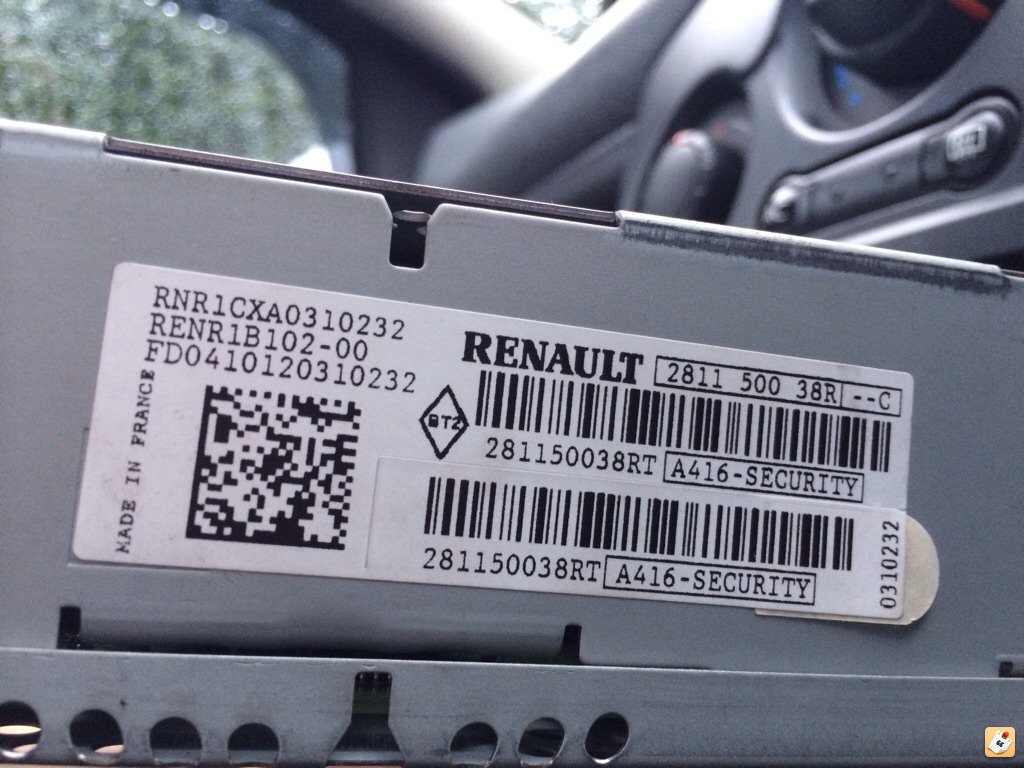 RNR1CXA0310232
RENR1B102-00
FD0410120310232
MADE IN FRANCE
RENAULT
2811 500 38R --C
BTZ
281150038RT A416-SECURITY
281150038RT A416-SECURITY
0310232